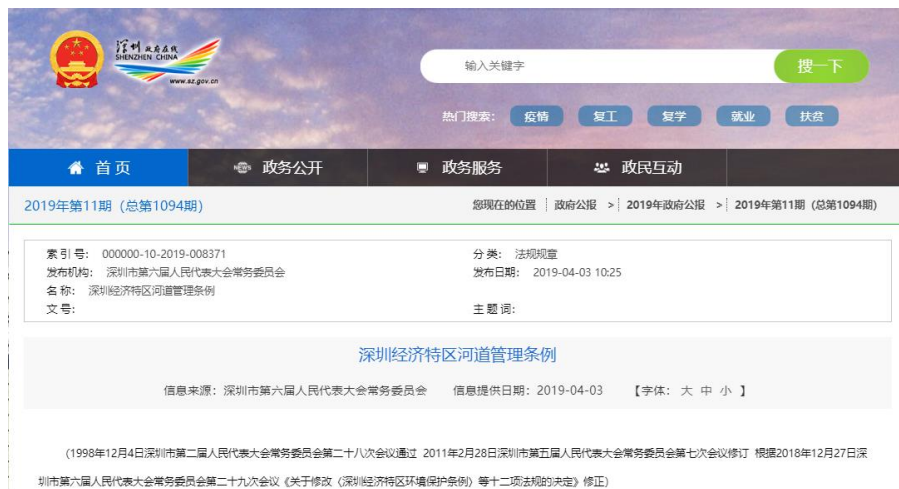 深圳政府在线
SHENZHEN CHINA
www.sz.gov.cn
输入关键字
搜一下
热门搜索: 疫情 复工 复学 就业 扶贫
首页 NEWS 政务公开 政务服务 政民互动
2019年第11期 (总第1094期)
您现在的位置 政府公报 > 2019年政府公报 > 2019年第11期 (总第1094期)
索引号: 000000-10-2019-008371
分类: 法规规章
发布机构: 深圳市第六届人民代表大会常务委员会
发布日期: 2019-04-03 10:25
名称: 深圳经济特区河道管理条例
文号:
主题词:
深圳经济特区河道管理条例
信息来源: 深圳市第六届人民代表大会常务委员会 信息提供日期: 2019-04-03 【字体: 大 中 小 】
(1998年12月4日深圳市第二届人民代表大会常务委员会第二十八次会议通过 2011年2月28日深圳市第五届人民代表大会常务委员会第七次会议修订 根据2018年12月27日深
圳市第六届人民代表大会常务委员会第二十九次会议《关于修改〈深圳经济特区环境保护条例〉等十二项法规的决定》修正)